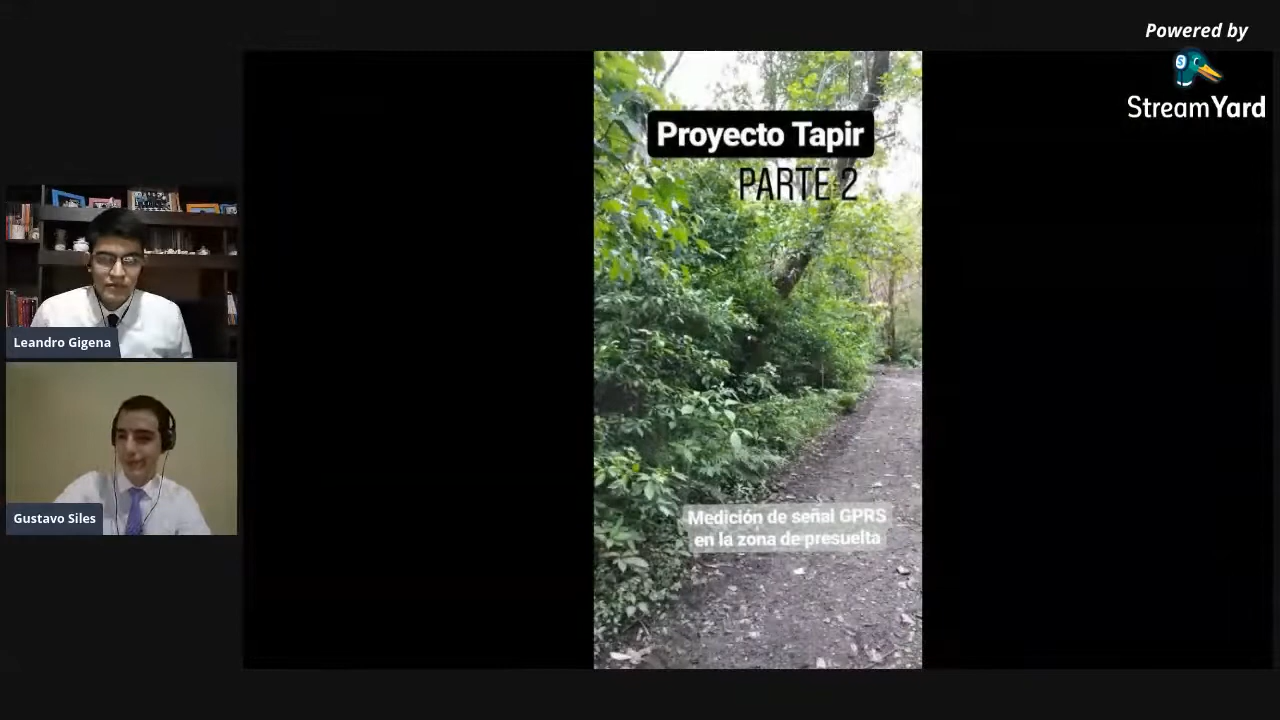 Powered by
StreamYard
Proyecto Tapir
PARTE 2
Leandro Gigena
Gustavo Siles
Medición de señal GPRS
en la zona de presuelta